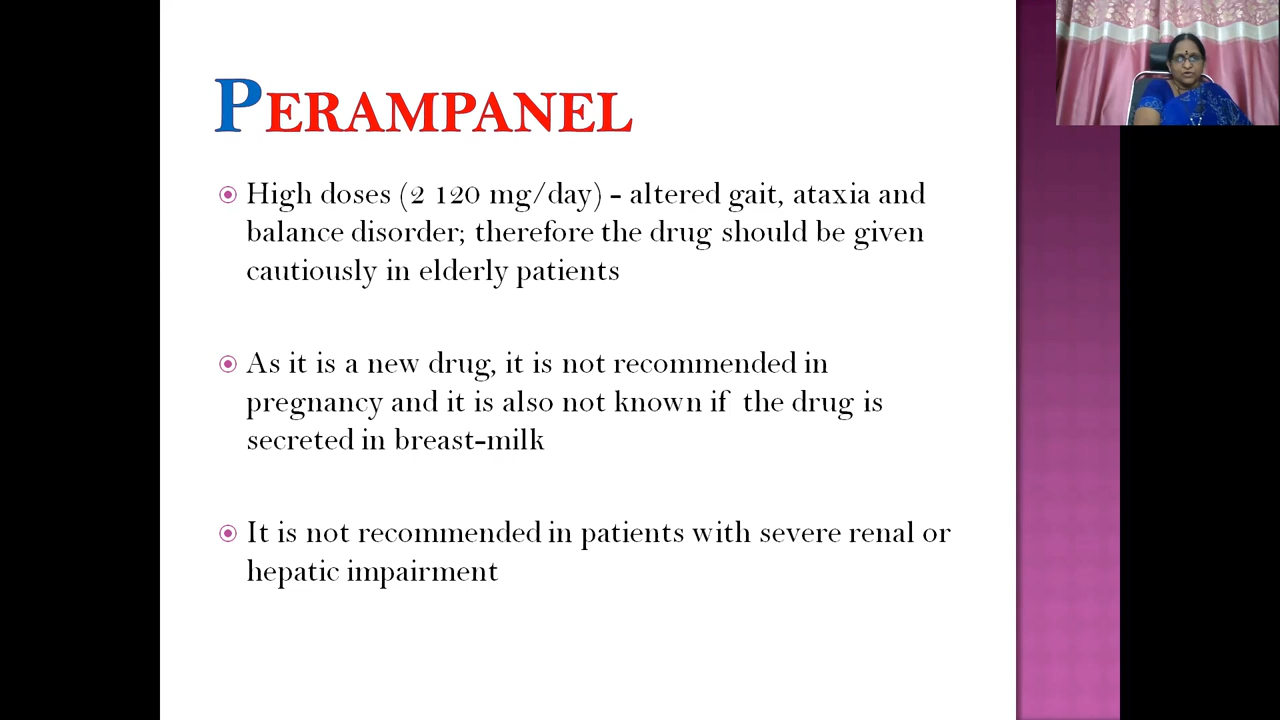 PERAMPANEL
High doses (2 120 mg/day) - altered gait, ataxia and
balance disorder; therefore the drug should be given
cautiously in elderly patients
As it is a new drug, it is not recommended in
pregnancy and it is also not known if the drug is
secreted in breast-milk
It is not recommended in patients with severe renal or
hepatic impairment